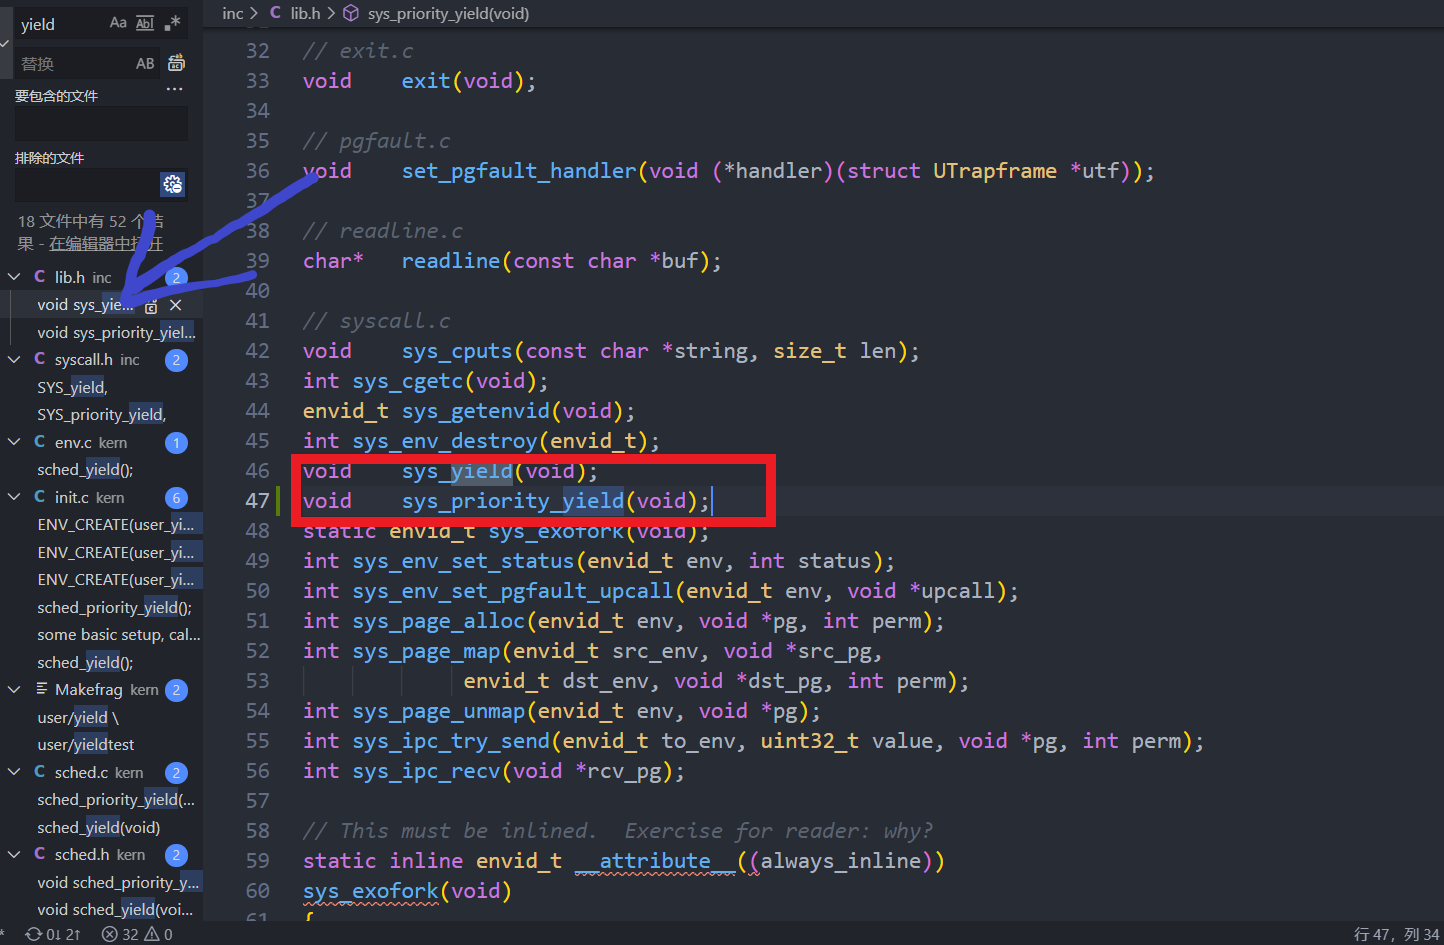 yield Aa Abl .*
替换 AB
要包含的文件
...
排除的文件
18 文件中有 52 个结
果 - 在编辑器中打开
C lib.h inc 2
void sys_yie...
void sys_priority_yiel...
C syscall.h inc 2
SYS_yield,
SYS_priority_yield,
C env.c kern 1
sched_yield();
C init.c kern 6
ENV_CREATE(user_yi...
ENV_CREATE(user_yi...
ENV_CREATE(user_yi...
sched_priority_yield();
some basic setup, cal...
sched_yield();
Makefrag kern 2
user/yield \
user/yieldtest
C sched.c kern 2
sched_priority_yield(...
sched_yield(void)
C sched.h kern 2
void sched_priority_y...
void sched_yield(voi...
inc > C lib.h > sys_priority_yield(void)
32 // exit.c
33 void    exit(void);
34
35 // pgfault.c
36 void    set_pgfault_handler(void (*handler)(struct UTrapframe *utf));
37
38 // readline.c
39 char*   readline(const char *buf);
40
41 // syscall.c
42 void    sys_cputs(const char *string, size_t len);
43 int sys_cgetc(void);
44 envid_t sys_getenvid(void);
45 int sys_env_destroy(envid_t);
46 void    sys_yield(void);
47 void    sys_priority_yield(void);
48 static envid_t sys_exofork(void);
49 int sys_env_set_status(envid_t env, int status);
50 int sys_env_set_pgfault_upcall(envid_t env, void *upcall);
51 int sys_page_alloc(envid_t env, void *pg, int perm);
52 int sys_page_map(envid_t src_env, void *src_pg,
53              envid_t dst_env, void *dst_pg, int perm);
54 int sys_page_unmap(envid_t env, void *pg);
55 int sys_ipc_try_send(envid_t to_env, uint32_t value, void *pg, int perm);
56 int sys_ipc_recv(void *rcv_pg);
57
58 // This must be inlined.  Exercise for reader: why?
59 static inline envid_t __attribute__((always_inline))
60 sys_exofork(void)
61 {
0↓ 2↑ 32 0 行 47，列 34